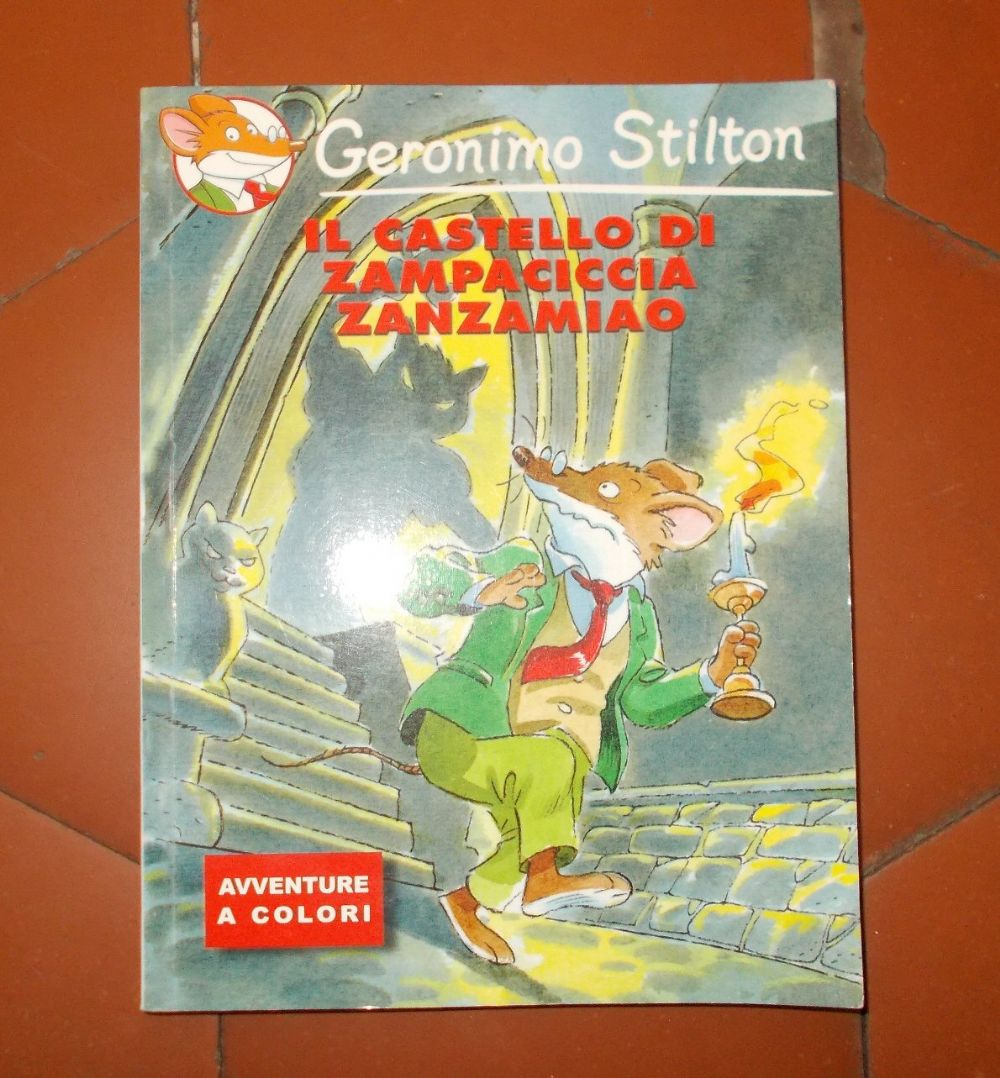 Geronimo Stilton
IL CASTELLO DI
ZAMPACICCIA
ZANZAMIAO
AVVENTURE
A COLORI